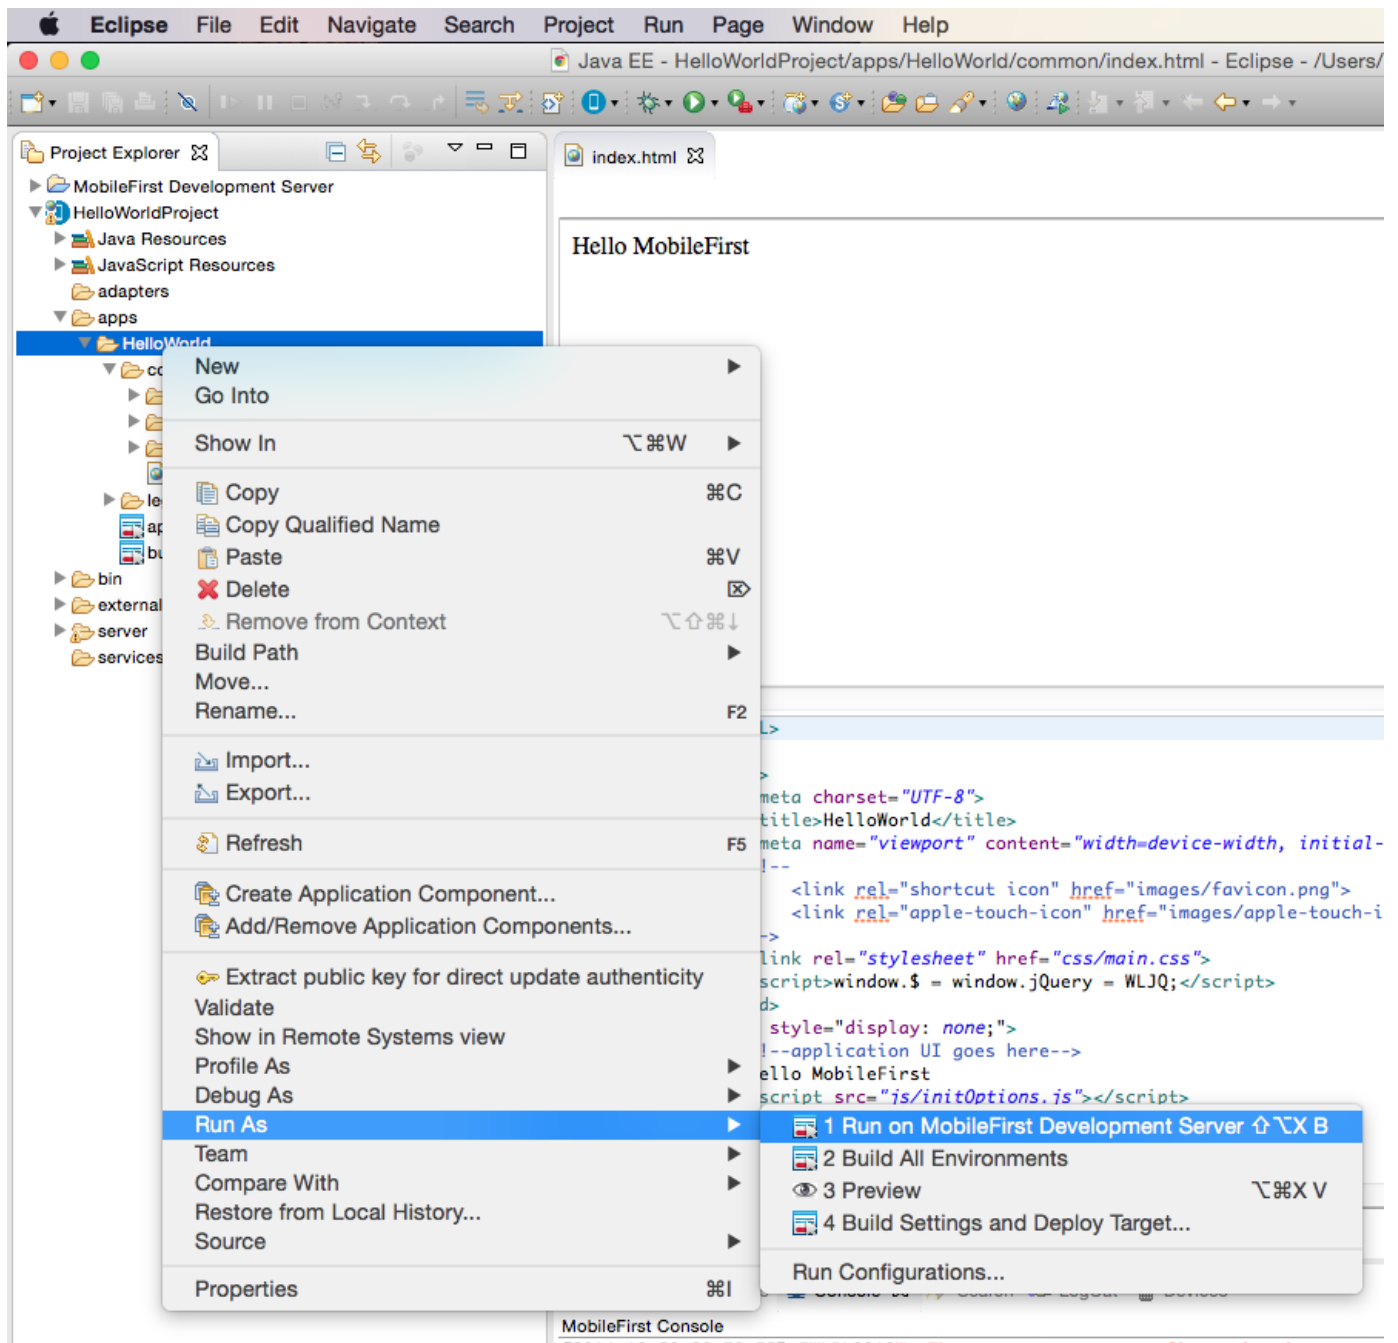 Eclipse File Edit Navigate Search Project Run Page Window Help
Java EE - HelloWorldProject/apps/HelloWorld/common/index.html - Eclipse - /Users/
Project Explorer
index.html
MobileFirst Development Server
HelloWorldProject
Java Resources
JavaScript Resources
adapters
apps
HelloWorld
co
le
ap
bu
bin
external
server
services
Hello MobileFirst
New
Go Into
Show In ⌥⌘W
Copy ⌘C
Copy Qualified Name
Paste ⌘V
Delete ⌦
Remove from Context ⌥⇧⌘↓
Build Path
Move...
Rename... F2
Import...
Export...
Refresh F5
Create Application Component...
Add/Remove Application Components...
Extract public key for direct update authenticity
Validate
Show in Remote Systems view
Profile As
Debug As
Run As
Team
Compare With
Restore from Local History...
Source
Properties ⌘I
1 Run on MobileFirst Development Server ⇧⌥X B
2 Build All Environments
3 Preview ⌥⌘X V
4 Build Settings and Deploy Target...
Run Configurations...
L>
>
meta charset="UTF-8">
title>HelloWorld</title>
meta name="viewport" content="width=device-width, initial-
!--
<link rel="shortcut icon" href="images/favicon.png">
<link rel="apple-touch-icon" href="images/apple-touch-i
->
link rel="stylesheet" href="css/main.css">
script>window.$ = window.jQuery = WLJQ;</script>
d>
style="display: none;">
!--application UI goes here-->
ello MobileFirst
script src="js/initOptions.js"></script>
MobileFirst Console